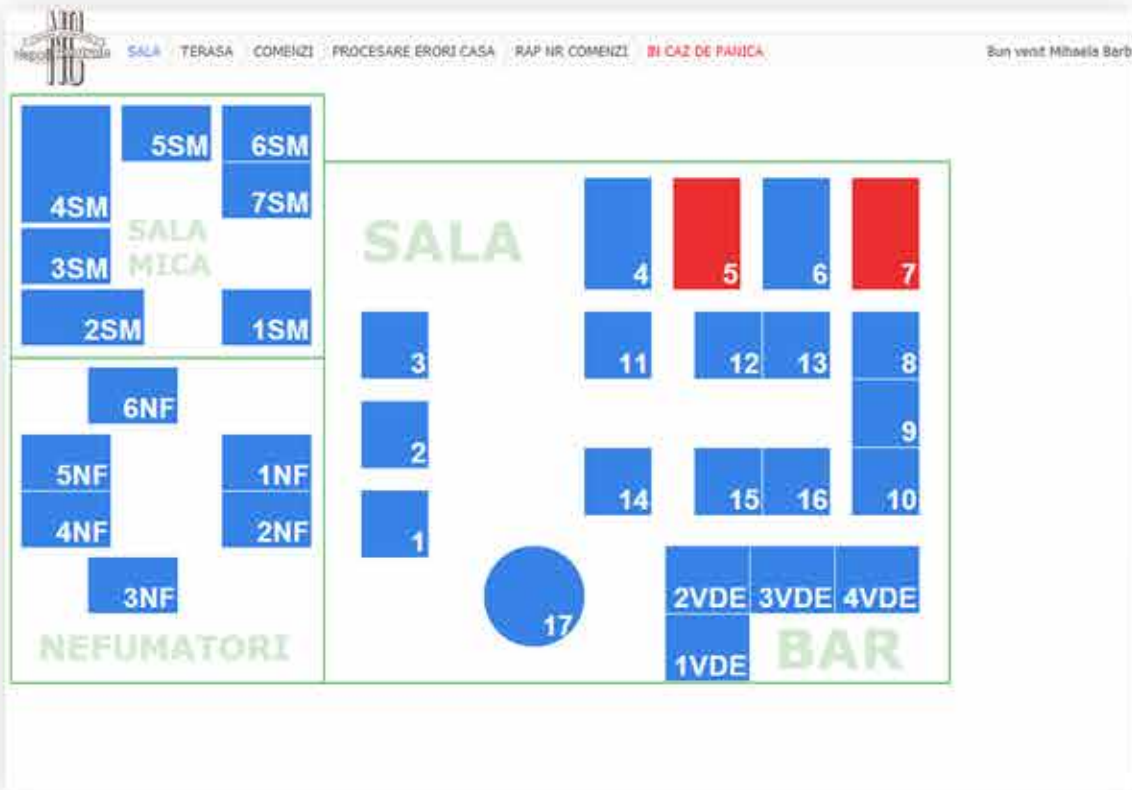 SALA TERASA COMENZI PROCESARE ERORI CASA RAP NR COMENZI IN CAZ DE PANICA Bun venit Mihaela Barb
5SM 6SM
4SM 7SM
SALA
MICA
3SM
2SM 1SM
SALA
4 5 6 7
3 11 12 13 8
2 9
1 14 15 16 10
6NF
5NF 1NF
4NF 2NF
3NF
NEFUMATORI
17
2VDE 3VDE 4VDE
1VDE BAR